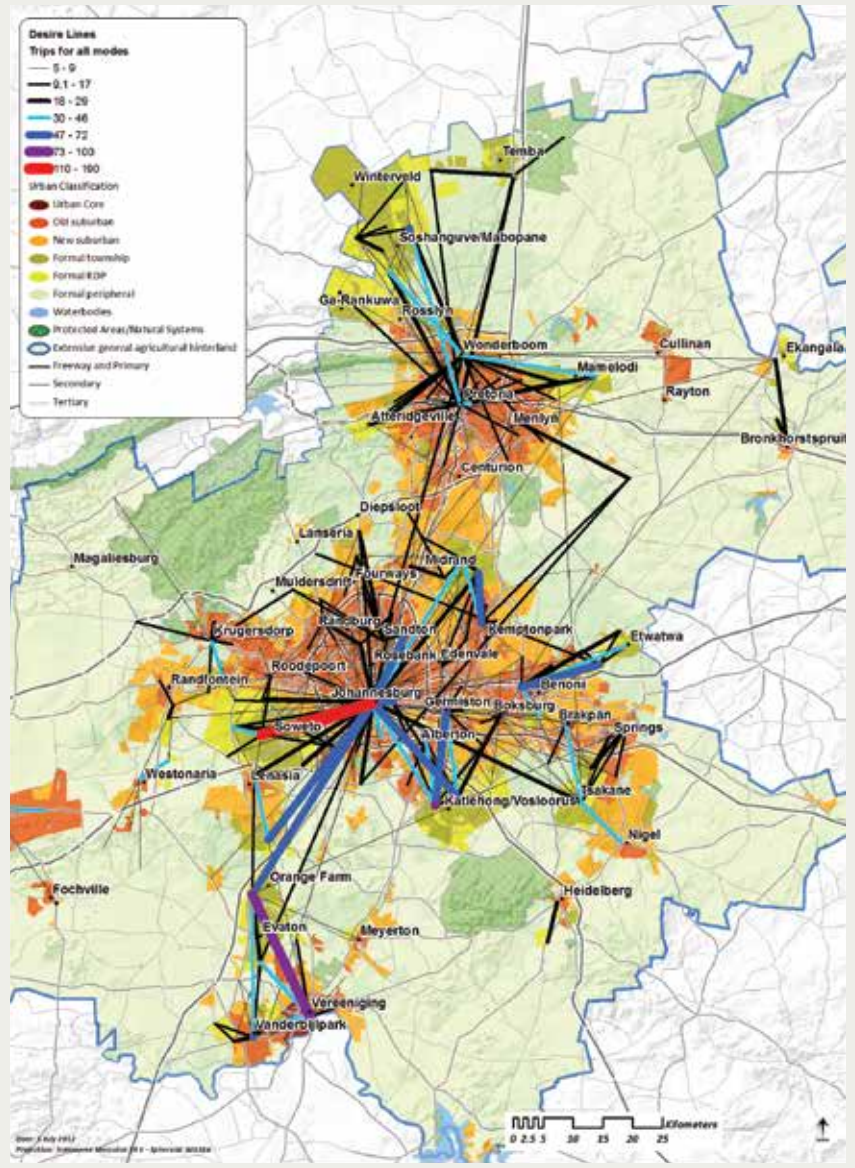 Desire Lines
Trips for all modes
5 - 9
9.1 - 17
18 - 29
30 - 46
47 - 72
73 - 103
110 - 190
Urban Classification
Urban Core
Old suburban
New suburban
Formal township
Formal RDP
Formal peripheral
Waterbodies
Protected Areas/Natural Systems
Extensive general agricultural hinterland
Freeway and Primary
Secondary
Tertiary
Temba
Winterveld
Soshanguve/Mabopane
Ga-Rankuwa
Rosslyn
Wonderboom
Cullinan
Ekangala
Mamelodi
Rayton
Pretoria
Atteridgeville
Menlyn
Bronkhorstspruit
Centurion
Diepsloot
Lanseria
Magaliesburg
Midrand
Muldersdrift
Fourways
Randburg
Sandton
Kemptonpark
Krugersdorp
Etwatwa
Rosebank
Edenvale
Roodepoort
Randfontein
Benoni
Johannesburg
Germiston
Boksburg
Brakpan
Soweto
Springs
Alberton
Westonaria
Lenasia
Tsakane
Katlehong/Vosloorus
Nigel
Orange Farm
Fochville
Heidelberg
Evaton
Meyerton
Vereeniging
Vanderbijlpark
Kilometers
0 2.5 5 10 15 20 25